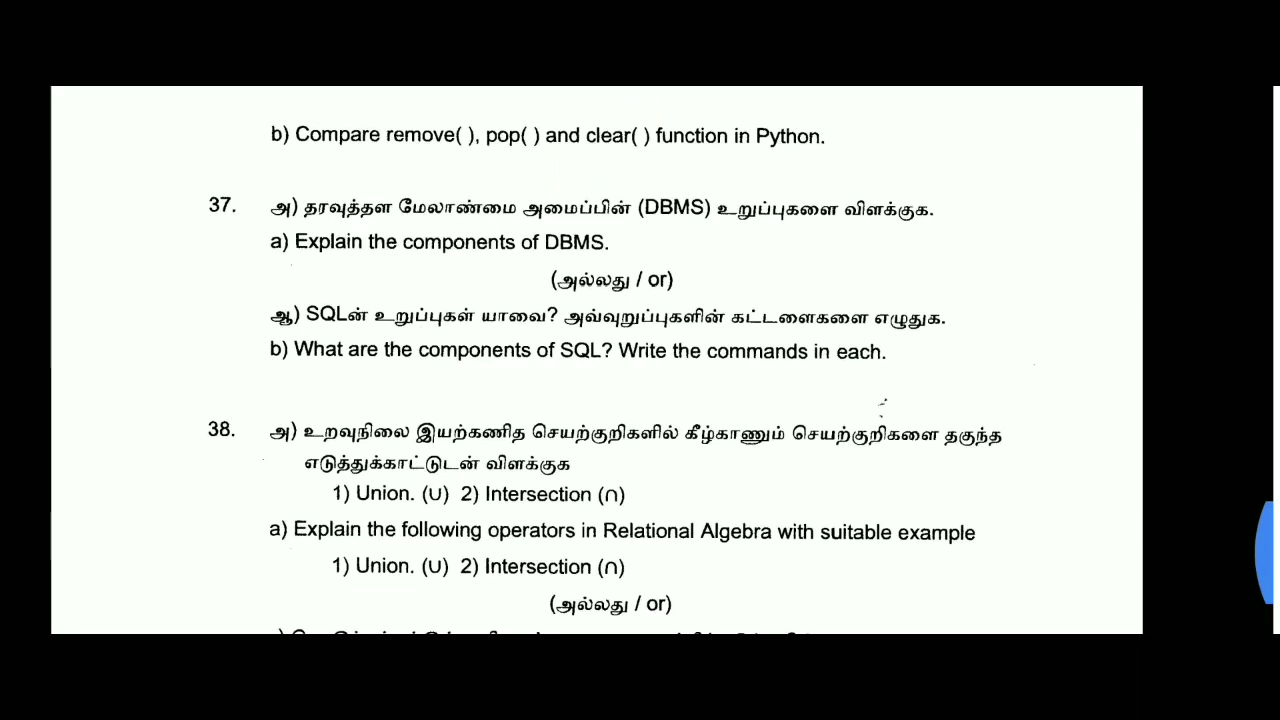 b) Compare remove( ), pop( ) and clear( ) function in Python.
37. அ) தரவுத்தள மேலாண்மை அமைப்பின் (DBMS) உறுப்புகளை விளக்குக.
a) Explain the components of DBMS.
(அல்லது / or)
ஆ) SQLன் உறுப்புகள் யாவை? அவ்வுறுப்புகளின் கட்டளைகளை எழுதுக.
b) What are the components of SQL? Write the commands in each.
38. அ) உறவுநிலை இயற்கணித செயற்குறிகளில் கீழ்காணும் செயற்குறிகளை தகுந்த
எடுத்துக்காட்டுடன் விளக்குக
1) Union. (∪) 2) Intersection (∩)
a) Explain the following operators in Relational Algebra with suitable example
1) Union. (∪) 2) Intersection (∩)
(அல்லது / or)